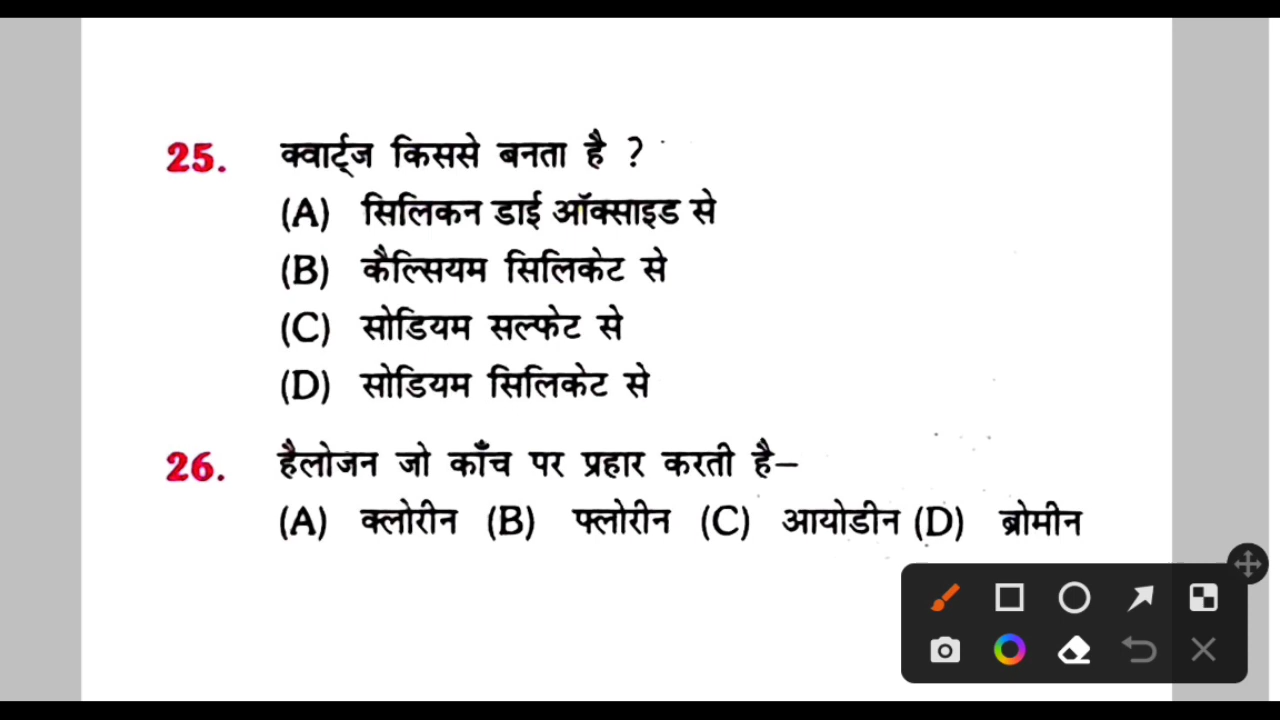 25. क्वार्ट्ज किससे बनता है ?
(A) सिलिकन डाई ऑक्साइड से
(B) कैल्सियम सिलिकेट से
(C) सोडियम सल्फेट से
(D) सोडियम सिलिकेट से
26. हैलोजन जो काँच पर प्रहार करती है–
(A) क्लोरीन (B) फ्लोरीन (C) आयोडीन (D) ब्रोमीन